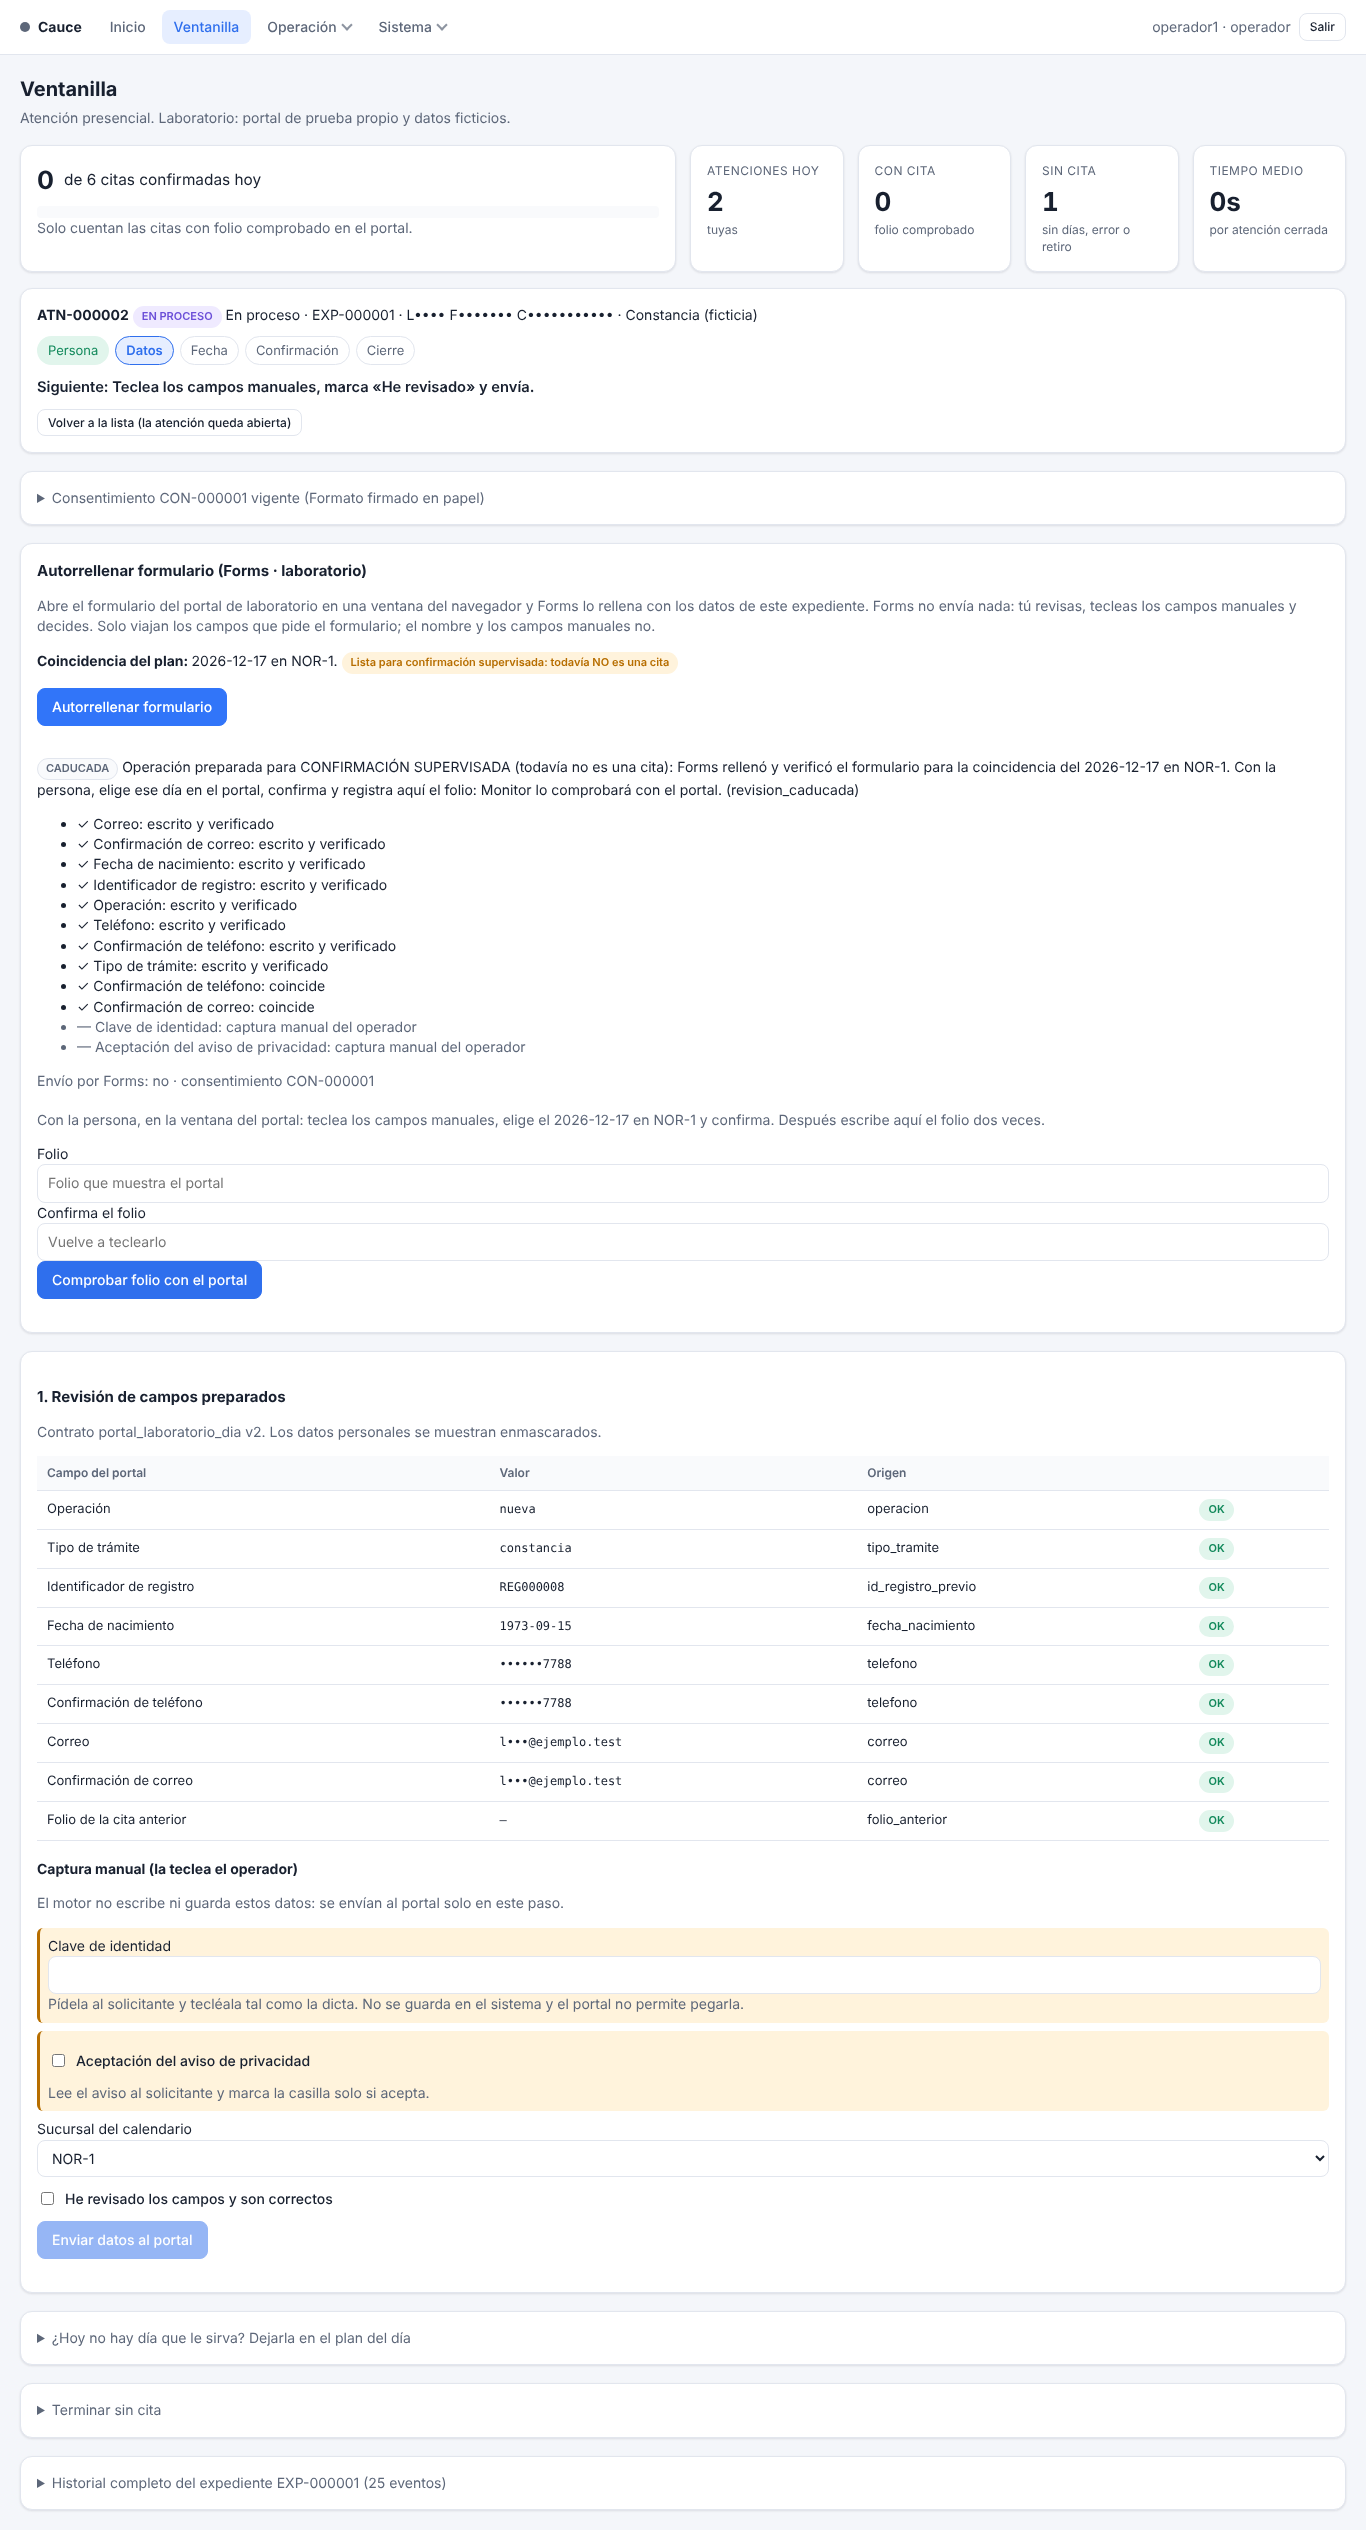 Cauce Inicio Ventanilla Operación Sistema operador1 · operador Salir
Ventanilla
Atención presencial. Laboratorio: portal de prueba propio y datos ficticios.
0 de 6 citas confirmadas hoy
Solo cuentan las citas con folio comprobado en el portal.
ATENCIONES HOY
2
tuyas
CON CITA
0
folio comprobado
SIN CITA
1
sin días, error o
retiro
TIEMPO MEDIO
0s
por atención cerrada
ATN-000002 EN PROCESO En proceso · EXP-000001 · L•••• F••••••• C••••••••••• · Constancia (ficticia)
Persona Datos Fecha Confirmación Cierre
Siguiente: Teclea los campos manuales, marca «He revisado» y envía.
Volver a la lista (la atención queda abierta)
Consentimiento CON-000001 vigente (Formato firmado en papel)
Autorrellenar formulario (Forms · laboratorio)
Abre el formulario del portal de laboratorio en una ventana del navegador y Forms lo rellena con los datos de este expediente. Forms no envía nada: tú revisas, tecleas los campos manuales y
decides. Solo viajan los campos que pide el formulario; el nombre y los campos manuales no.
Coincidencia del plan: 2026-12-17 en NOR-1. Lista para confirmación supervisada: todavía NO es una cita
Autorrellenar formulario
CADUCADA Operación preparada para CONFIRMACIÓN SUPERVISADA (todavía no es una cita): Forms rellenó y verificó el formulario para la coincidencia del 2026-12-17 en NOR-1. Con la
persona, elige ese día en el portal, confirma y registra aquí el folio: Monitor lo comprobará con el portal. (revision_caducada)
• ✓ Correo: escrito y verificado
• ✓ Confirmación de correo: escrito y verificado
• ✓ Fecha de nacimiento: escrito y verificado
• ✓ Identificador de registro: escrito y verificado
• ✓ Operación: escrito y verificado
• ✓ Teléfono: escrito y verificado
• ✓ Confirmación de teléfono: escrito y verificado
• ✓ Tipo de trámite: escrito y verificado
• ✓ Confirmación de teléfono: coincide
• ✓ Confirmación de correo: coincide
• — Clave de identidad: captura manual del operador
• — Aceptación del aviso de privacidad: captura manual del operador
Envío por Forms: no · consentimiento CON-000001
Con la persona, en la ventana del portal: teclea los campos manuales, elige el 2026-12-17 en NOR-1 y confirma. Después escribe aquí el folio dos veces.
Folio
Folio que muestra el portal
Confirma el folio
Vuelve a teclearlo
Comprobar folio con el portal
1. Revisión de campos preparados
Contrato portal_laboratorio_dia v2. Los datos personales se muestran enmascarados.
Campo del portal Valor Origen
Operación nueva operacion OK
Tipo de trámite constancia tipo_tramite OK
Identificador de registro REG000008 id_registro_previo OK
Fecha de nacimiento 1973-09-15 fecha_nacimiento OK
Teléfono ••••••7788 telefono OK
Confirmación de teléfono ••••••7788 telefono OK
Correo l•••@ejemplo.test correo OK
Confirmación de correo l•••@ejemplo.test correo OK
Folio de la cita anterior — folio_anterior OK
Captura manual (la teclea el operador)
El motor no escribe ni guarda estos datos: se envían al portal solo en este paso.
Clave de identidad
Pídela al solicitante y tecléala tal como la dicta. No se guarda en el sistema y el portal no permite pegarla.
Aceptación del aviso de privacidad
Lee el aviso al solicitante y marca la casilla solo si acepta.
Sucursal del calendario
NOR-1
He revisado los campos y son correctos
Enviar datos al portal
¿Hoy no hay día que le sirva? Dejarla en el plan del día
Terminar sin cita
Historial completo del expediente EXP-000001 (25 eventos)